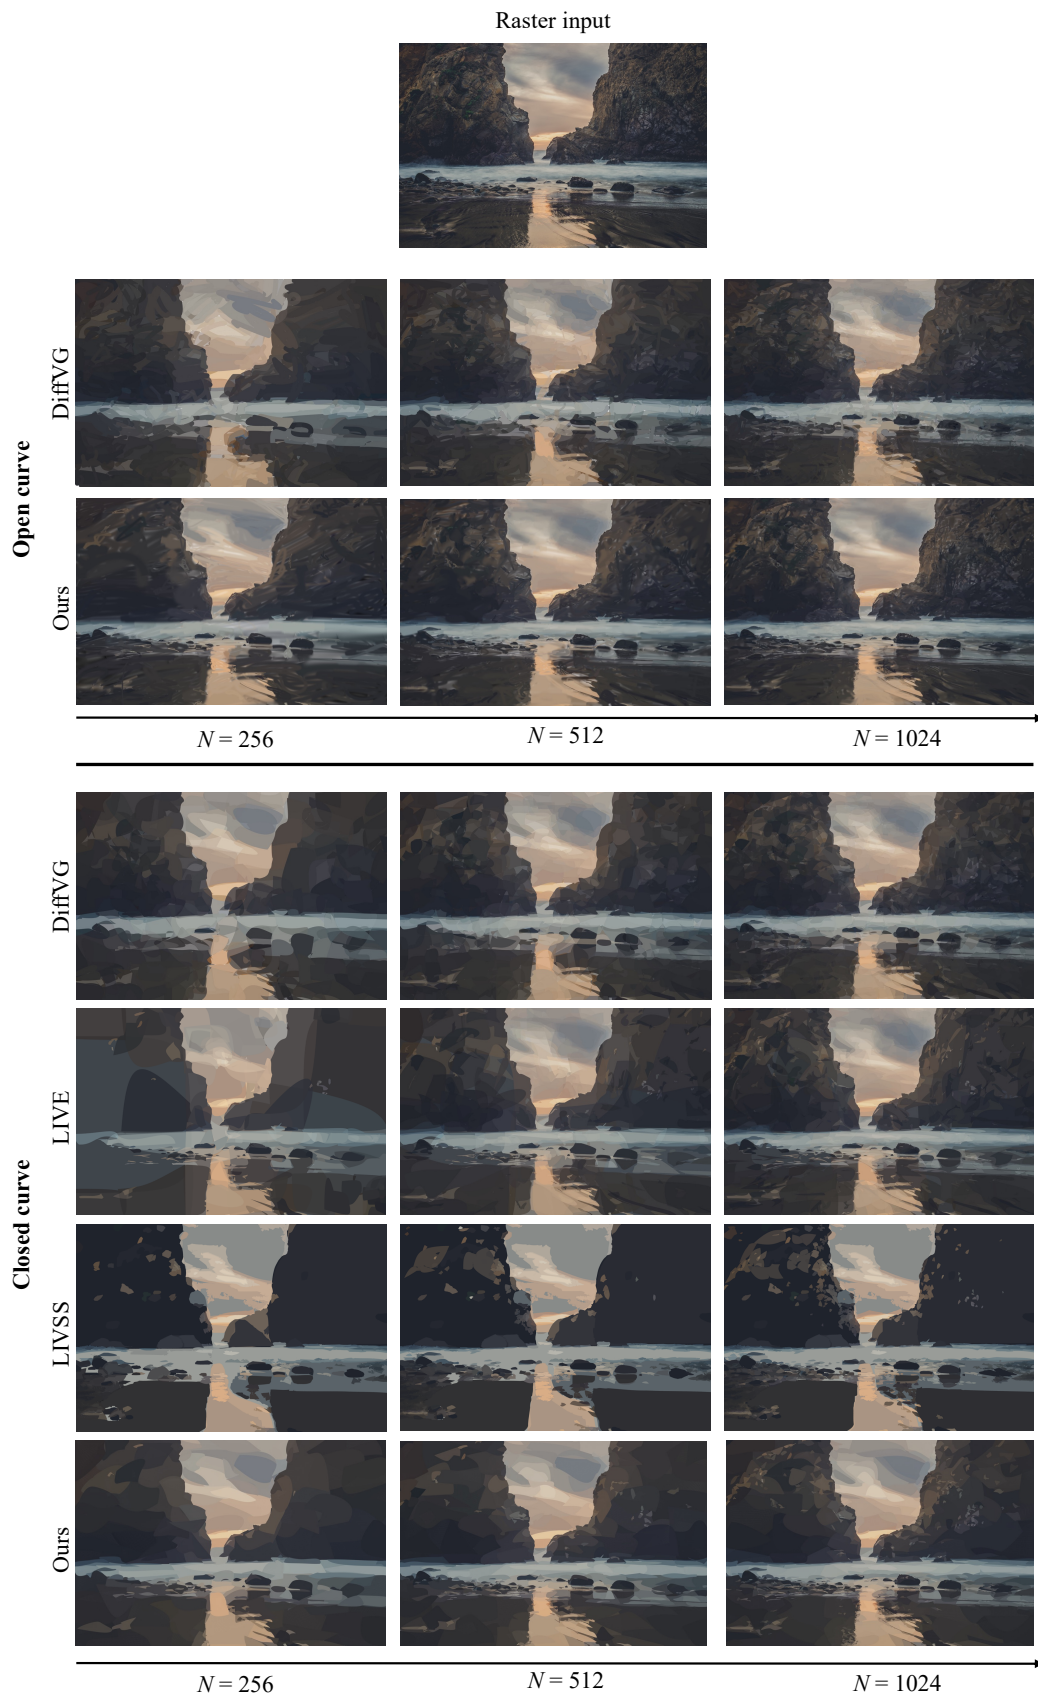 Raster input
Open curve
DiffVG
Ours
N = 256
N = 512
N = 1024
Closed curve
DiffVG
LIVE
LIVSS
Ours
N = 256
N = 512
N = 1024